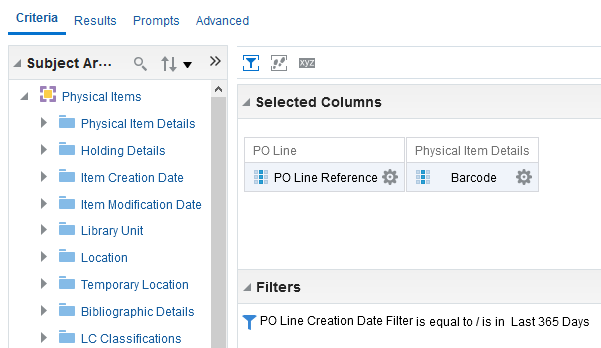 Criteria Results Prompts Advanced
Subject Ar···
xyz
Physical Items
Physical Item Details
Holding Details
Item Creation Date
Item Modification Date
Library Unit
Location
Temporary Location
Bibliographic Details
LC Classifications
Selected Columns
PO Line Physical Item Details
PO Line Reference Barcode
Filters
PO Line Creation Date Filter is equal to / is in Last 365 Days